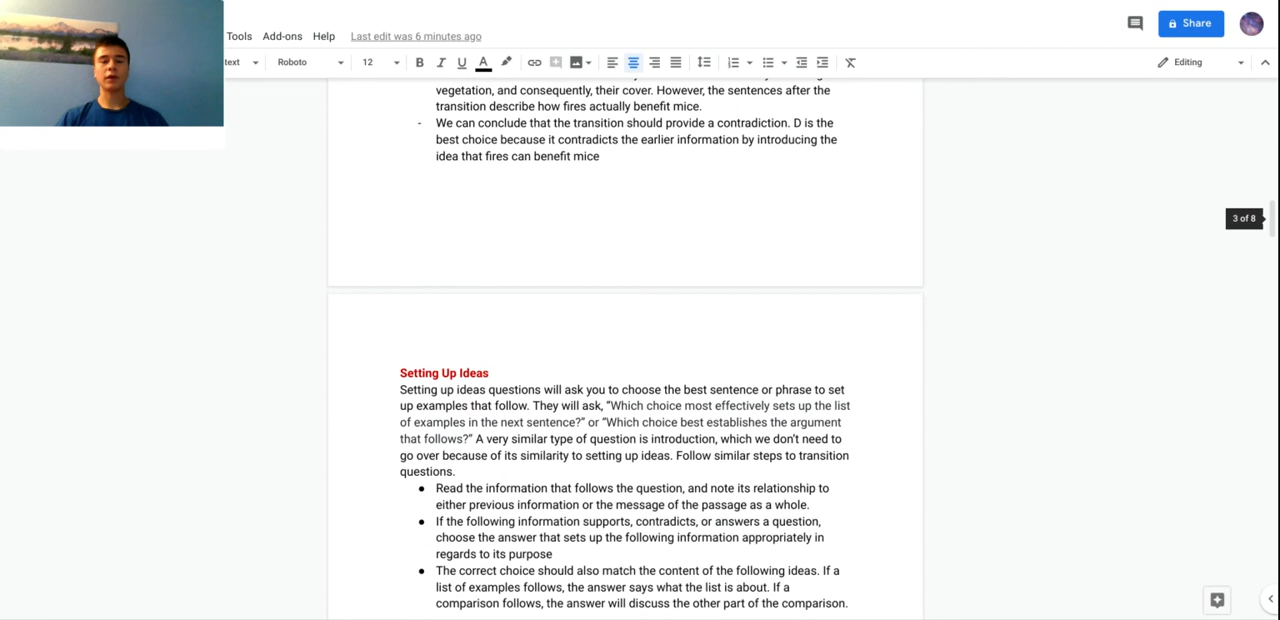 Tools Add-ons Help Last edit was 6 minutes ago
Share
text Roboto 12 B I U A Editing
vegetation, and consequently, their cover. However, the sentences after the
transition describe how fires actually benefit mice.
- We can conclude that the transition should provide a contradiction. D is the
best choice because it contradicts the earlier information by introducing the
idea that fires can benefit mice
3 of 8
Setting Up Ideas
Setting up ideas questions will ask you to choose the best sentence or phrase to set
up examples that follow. They will ask, “Which choice most effectively sets up the list
of examples in the next sentence?” or “Which choice best establishes the argument
that follows?” A very similar type of question is introduction, which we don’t need to
go over because of its similarity to setting up ideas. Follow similar steps to transition
questions.
● Read the information that follows the question, and note its relationship to
either previous information or the message of the passage as a whole.
● If the following information supports, contradicts, or answers a question,
choose the answer that sets up the following information appropriately in
regards to its purpose
● The correct choice should also match the content of the following ideas. If a
list of examples follows, the answer says what the list is about. If a
comparison follows, the answer will discuss the other part of the comparison.